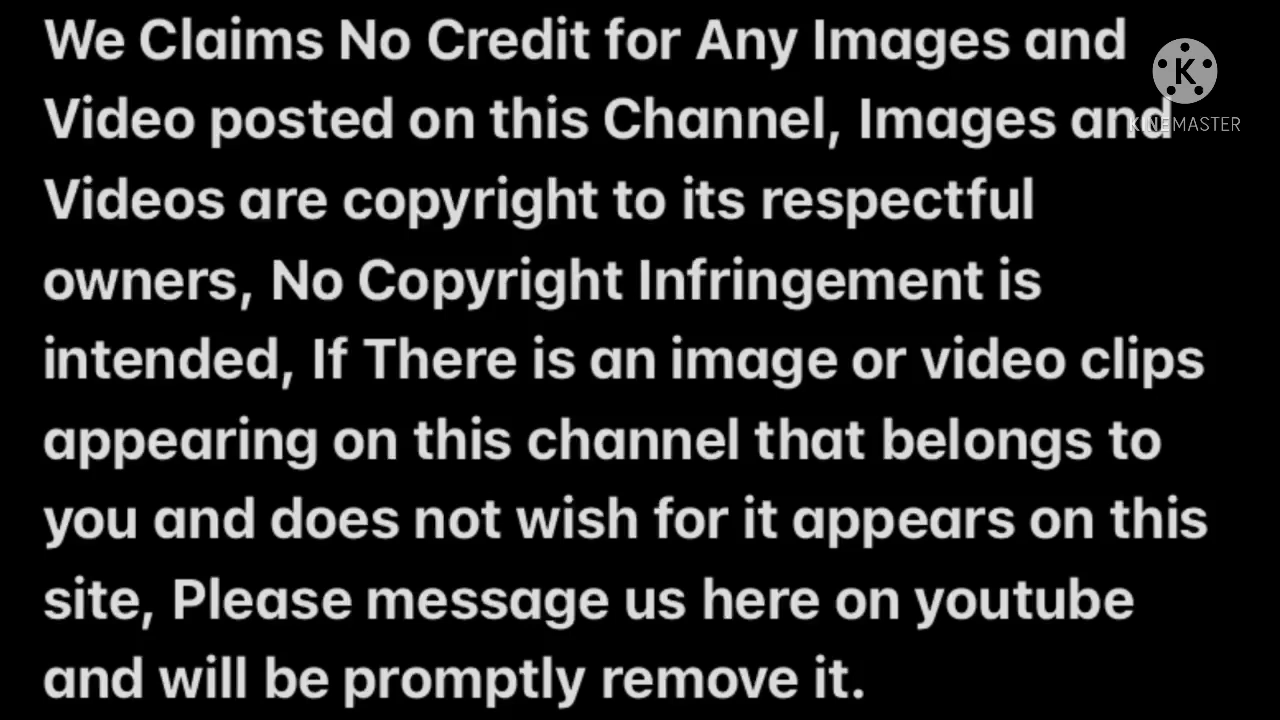 We Claims No Credit for Any Images and
Video posted on this Channel, Images and
Videos are copyright to its respectful
owners, No Copyright Infringement is
intended, If There is an image or video clips
appearing on this channel that belongs to
you and does not wish for it appears on this
site, Please message us here on youtube
and will be promptly remove it.
K
KINEMASTER